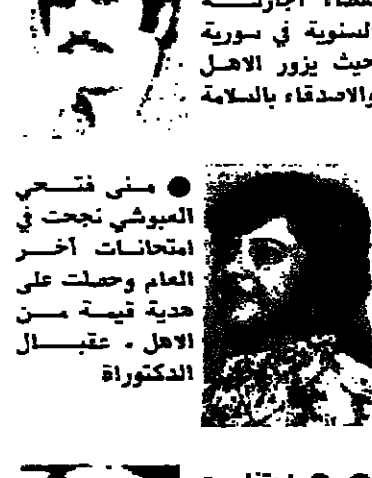 السنوية في سورية
حيث يزور الاهل
والاصدقاء بالسلامة
● منى فتحي
العبوشي نجحت في
امتحانات آخر
العام وحصلت على
هدية قيمة من
الاهل . عقبال
الدكتوراة